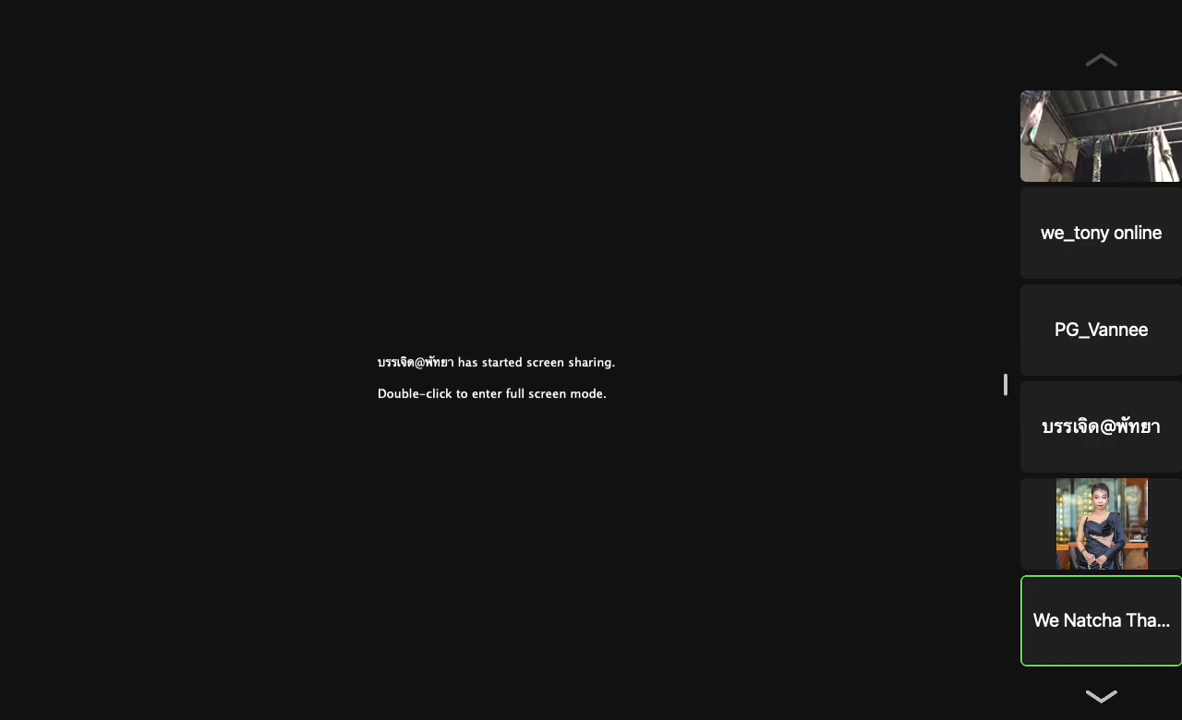 บรรเจิด@พัทยา has started screen sharing.
Double-click to enter full screen mode.
we_tony online
PG_Vannee
บรรเจิด@พัทยา
We Natcha Tha...